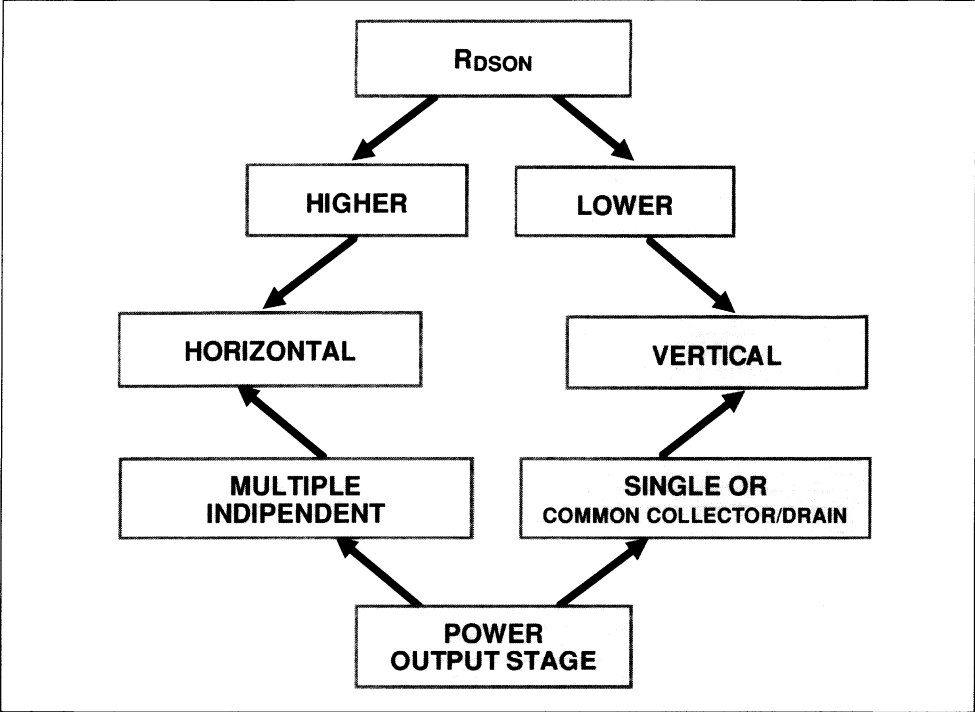 RDSON
HIGHER
LOWER
HORIZONTAL
VERTICAL
MULTIPLE
INDIPENDENT
SINGLE OR
COMMON COLLECTOR/DRAIN
POWER
OUTPUT STAGE